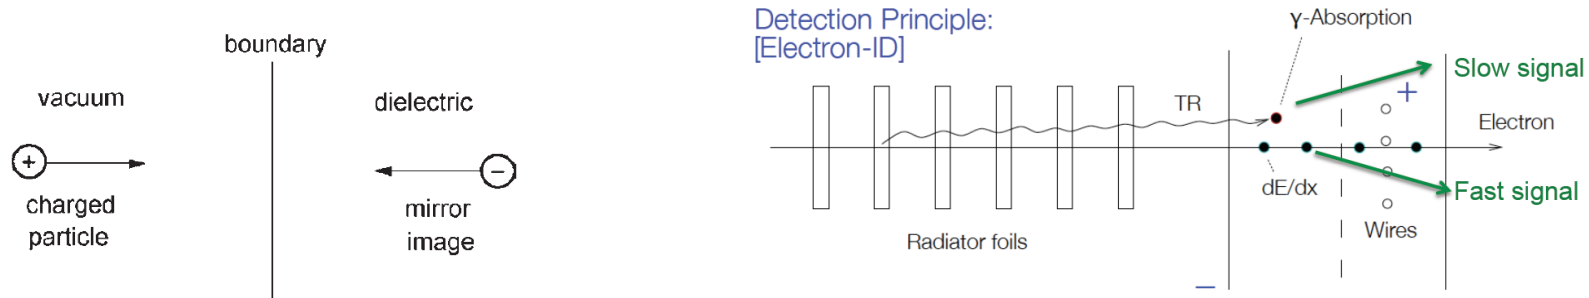 boundary
vacuum
dielectric
+
−
charged
particle
mirror
image
Detection Principle:
[Electron-ID]
γ-Absorption
Slow signal
TR
+
Electron
dE/dx
Fast signal
Radiator foils
Wires
−